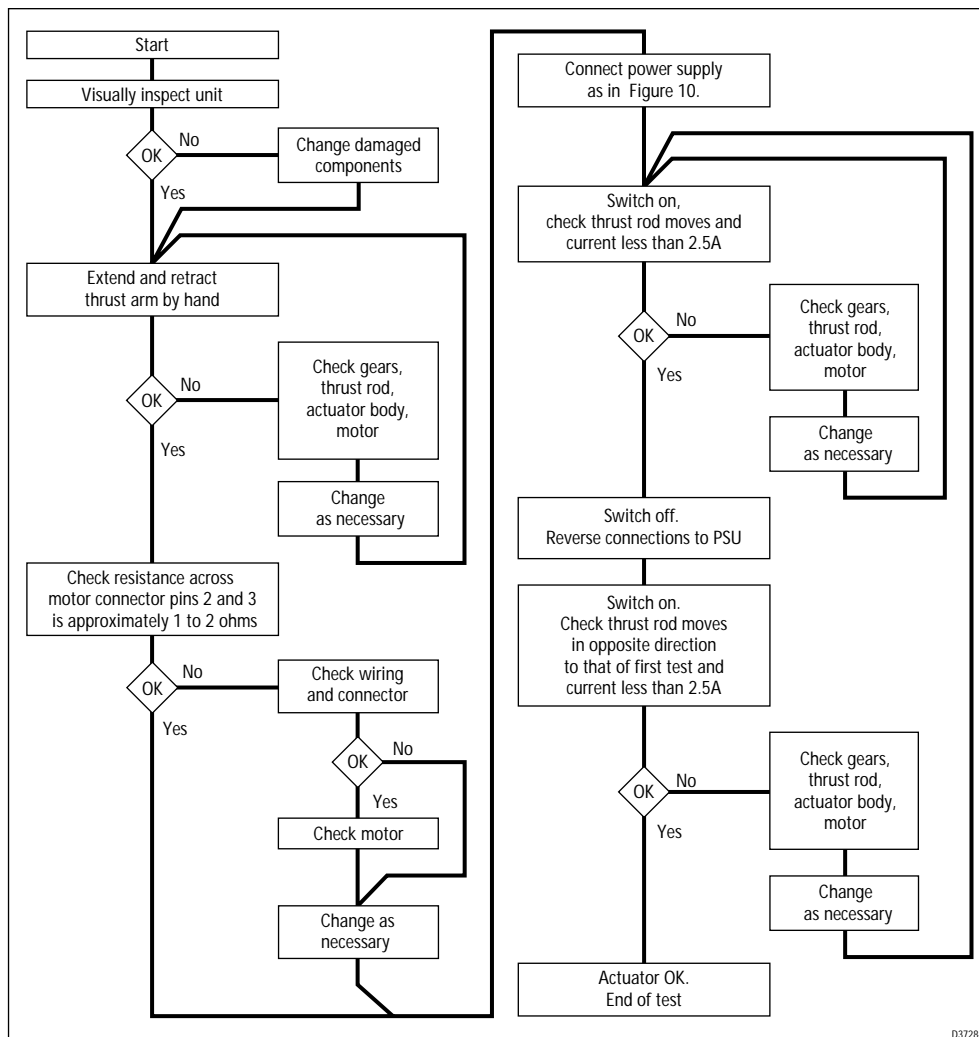 Start
Visually inspect unit
OK
No
Yes
Change damaged
components
Extend and retract
thrust arm by hand
OK
No
Yes
Check gears,
thrust rod,
actuator body,
motor
Change
as necessary
Check resistance across
motor connector pins 2 and 3
is approximately 1 to 2 ohms
OK
No
Yes
Check wiring
and connector
OK
No
Yes
Check motor
Change as
necessary
Connect power supply
as in Figure 10.
Switch on,
check thrust rod moves and
current less than 2.5A
OK
No
Yes
Check gears,
thrust rod,
actuator body,
motor
Change
as necessary
Switch off.
Reverse connections to PSU
Switch on.
Check thrust rod moves
in opposite direction
to that of first test and
current less than 2.5A
OK
No
Yes
Check gears,
thrust rod,
actuator body,
motor
Change
as necessary
Actuator OK.
End of test
D3728